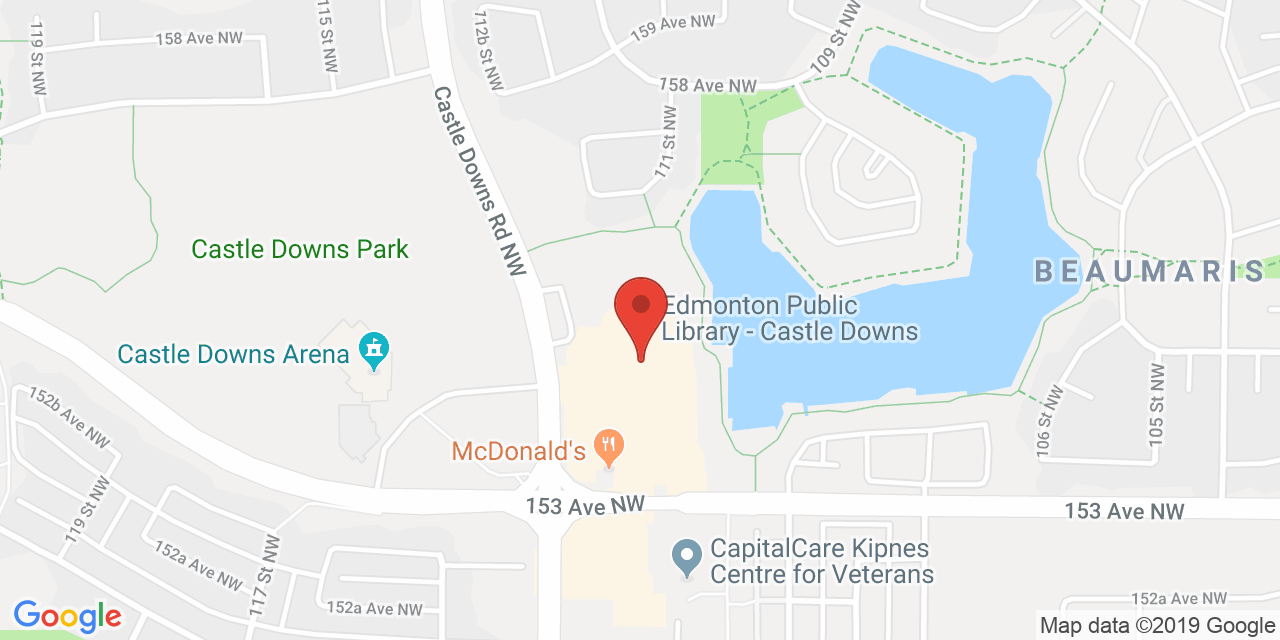 119 St NW
158 Ave NW
115 St NW
112b St NW
159 Ave NW
109 St NW
158 Ave NW
Castle Downs Rd NW
111 St NW
Castle Downs Park
BEAUMARIS
Edmonton Public
Library - Castle Downs
Castle Downs Arena
152b Ave NW
McDonald's
106 St NW
105 St NW
119 St NW
153 Ave NW
153 Ave NW
152a Ave NW
117 St NW
CapitalCare Kipnes
Centre for Veterans
152a Ave NW
152a Ave NW
Google
Map data ©2019 Google